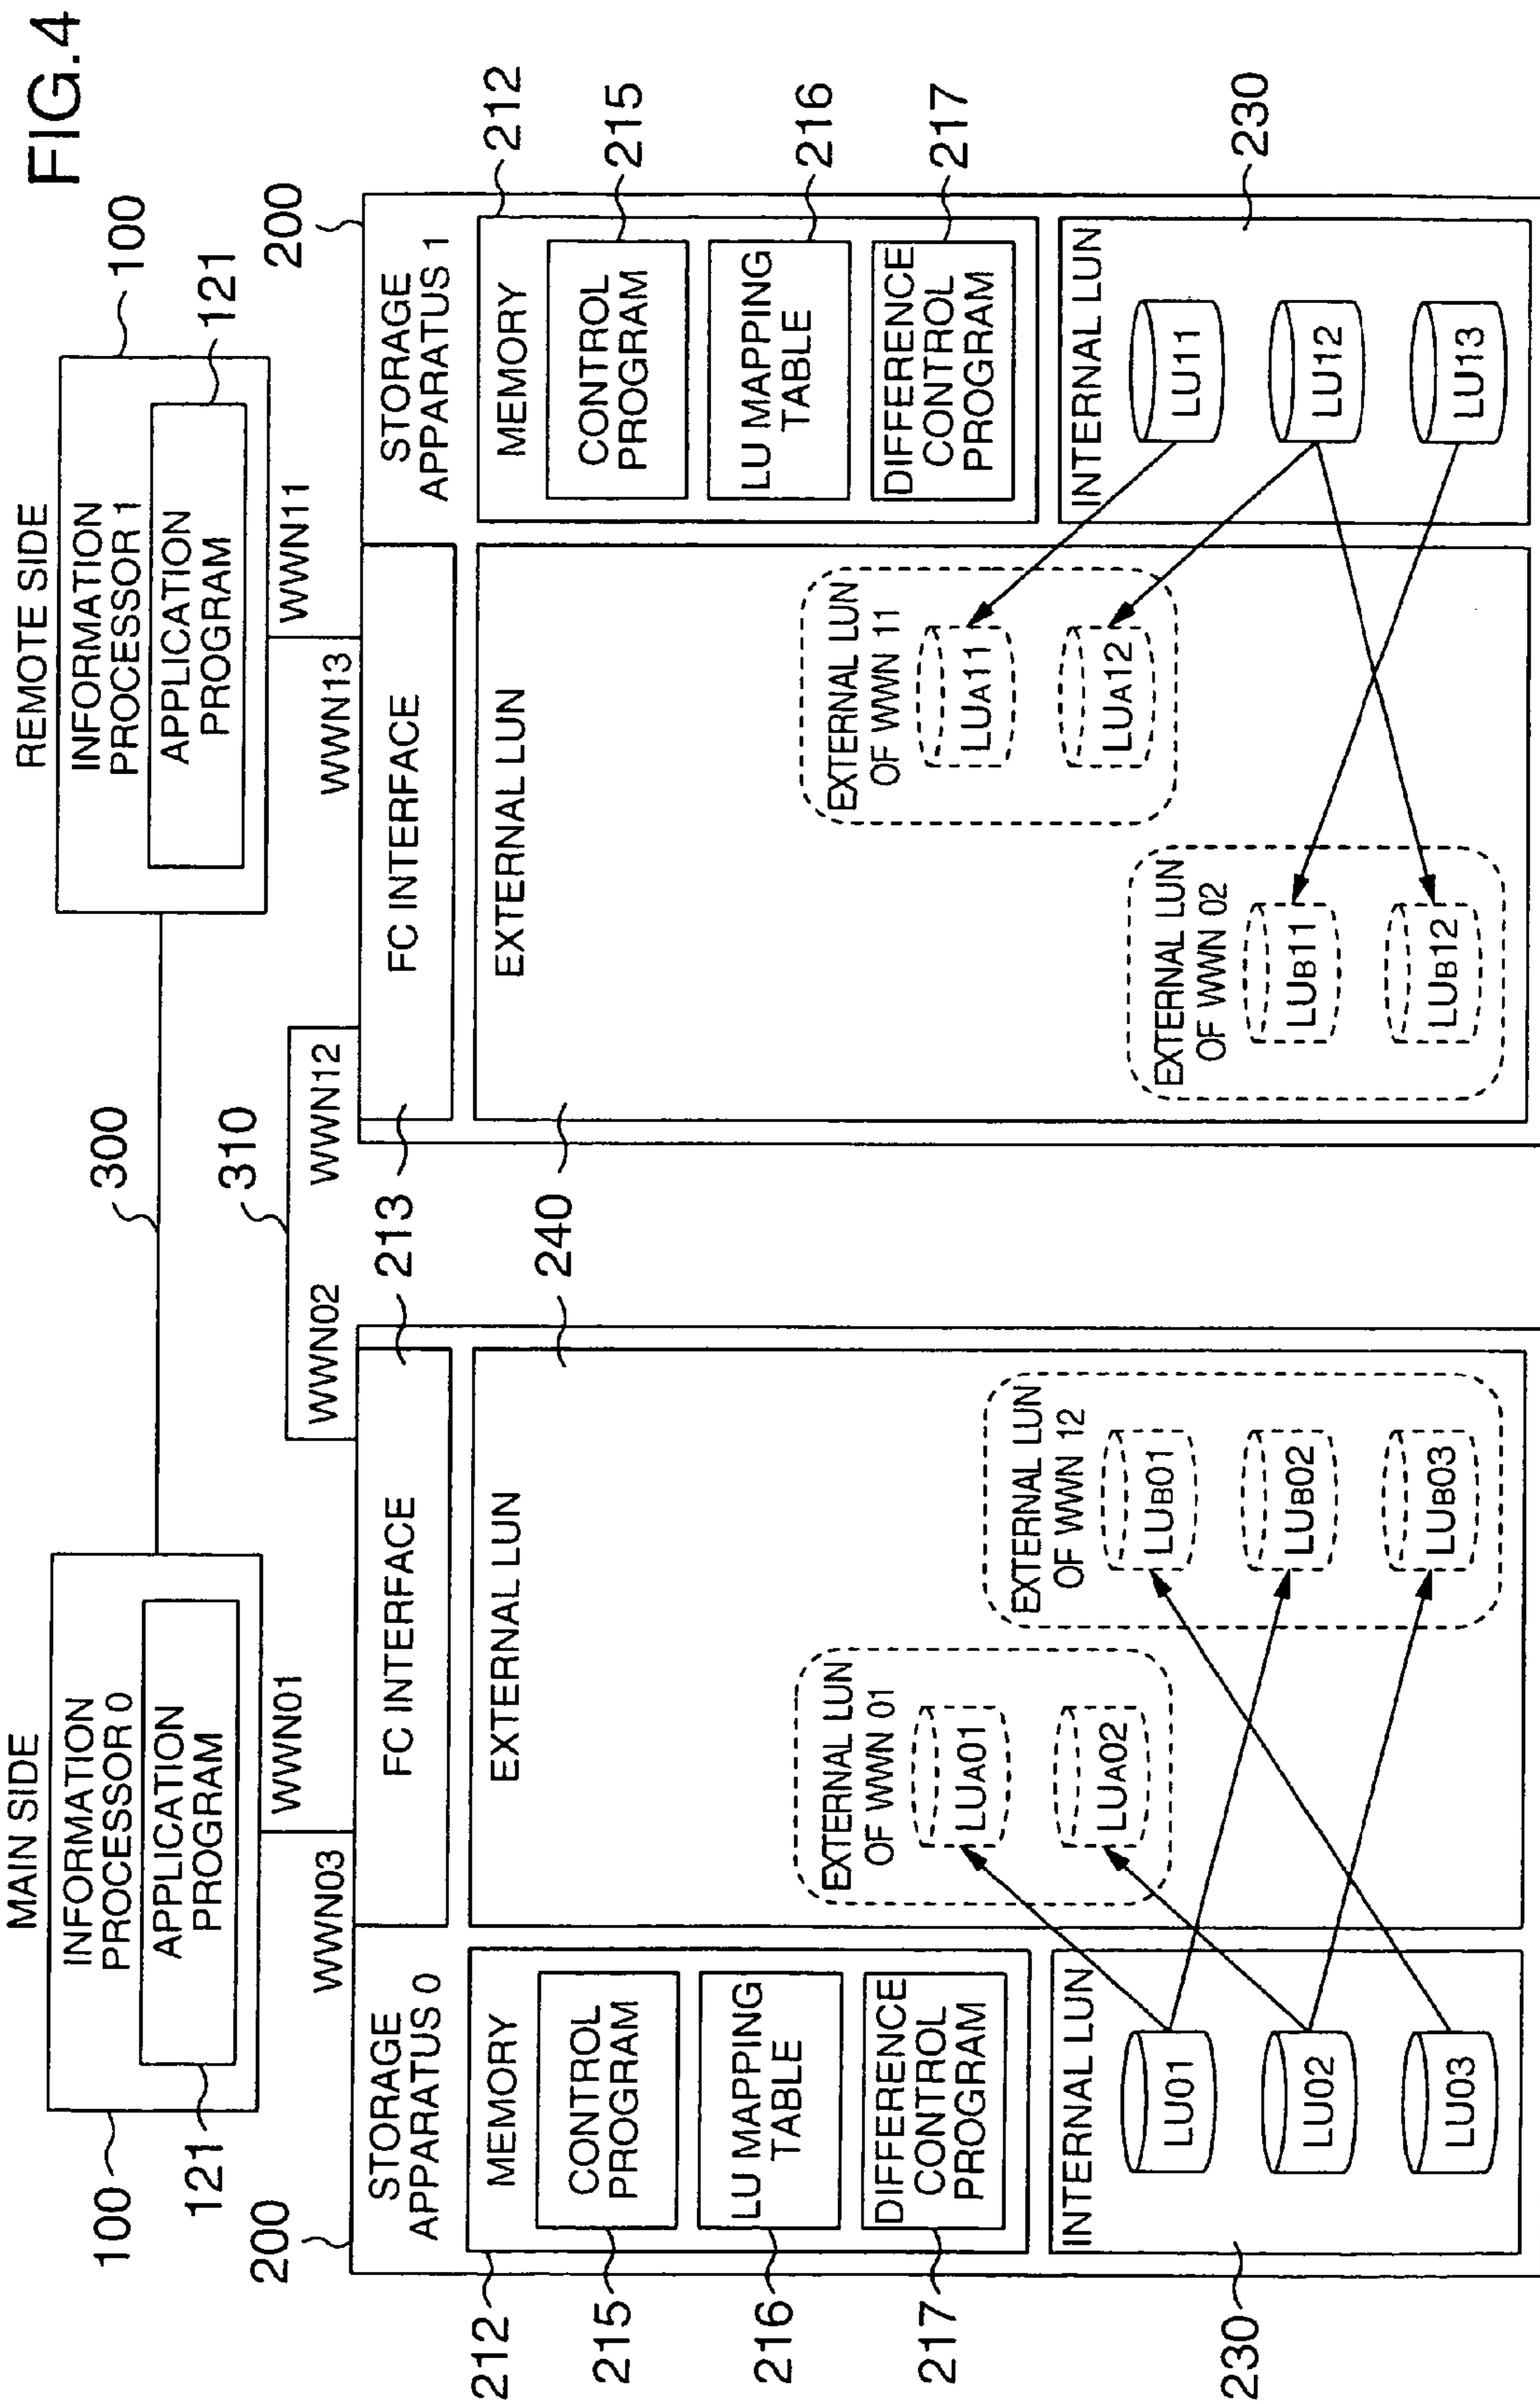 FIG.4
MAIN SIDE
100
INFORMATION
PROCESSOR 0
121
APPLICATION
PROGRAM
300
REMOTE SIDE
INFORMATION
PROCESSOR 1
100
APPLICATION
PROGRAM
121
WWN01
WWN03
310
WWN02
WWN12
WWN11
WWN13
200
STORAGE
APPARATUS 0
FC INTERFACE
213
212
MEMORY
215
CONTROL
PROGRAM
216
LU MAPPING
TABLE
217
DIFFERENCE
CONTROL
PROGRAM
EXTERNAL LUN
240
EXTERNAL LUN
OF WWN 01
LUA01
LUA02
EXTERNAL LUN
OF WWN 12
LUB01
LUB02
LUB03
230
INTERNAL LUN
LU01
LU02
LU03
FC INTERFACE
STORAGE
APPARATUS 1
200
EXTERNAL LUN
EXTERNAL LUN
OF WWN 11
LUA11
LUA12
EXTERNAL LUN
OF WWN 02
LUB11
LUB12
MEMORY
212
CONTROL
PROGRAM
215
LU MAPPING
TABLE
216
DIFFERENCE
CONTROL
PROGRAM
217
INTERNAL LUN
230
LU11
LU12
LU13